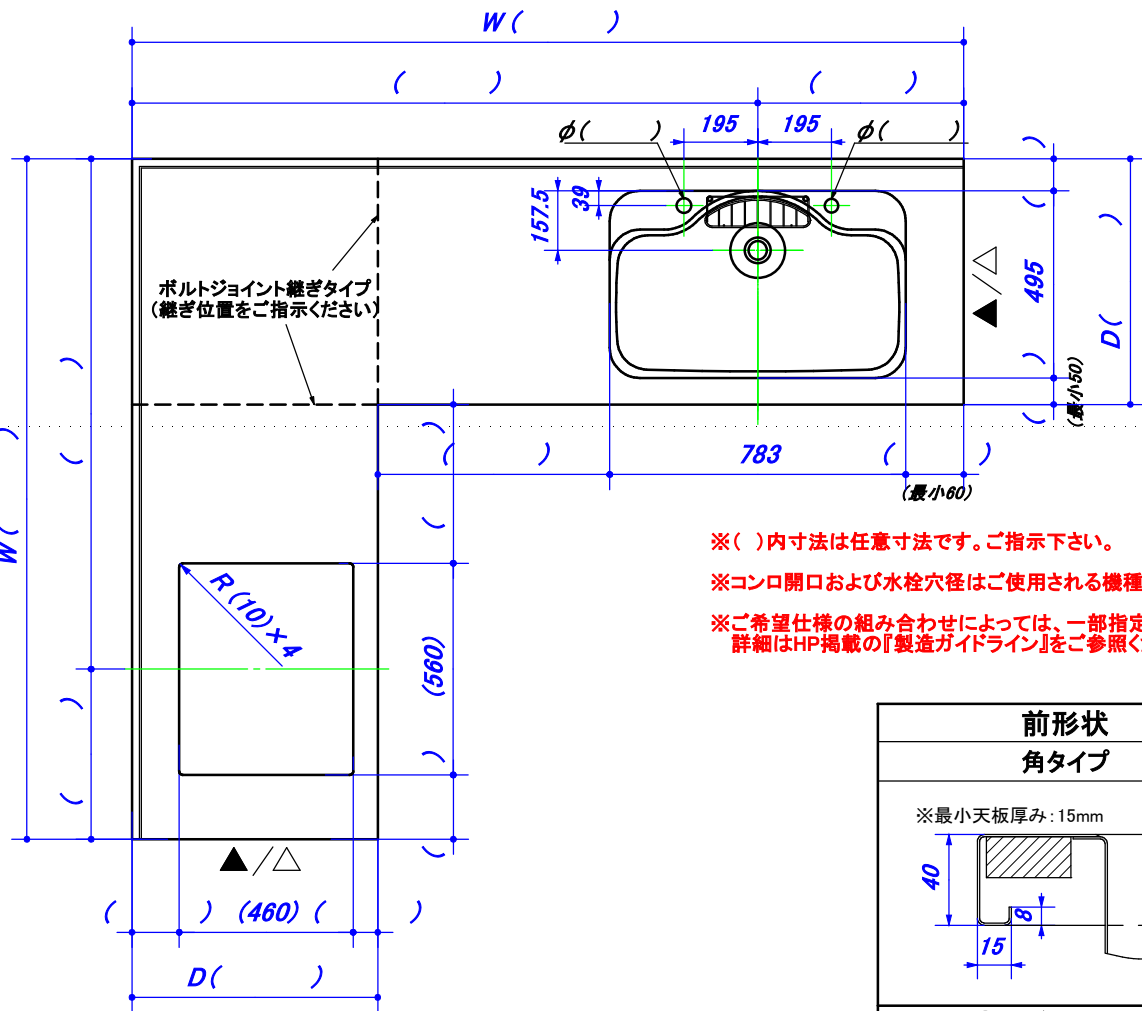 W (          )
(          )
(          )
φ(          )
195
195
φ(          )
157.5
39
(          )
495
(          )
D(          )
(最小50)
ボルトジョイント継ぎタイプ
(継ぎ位置をご指示ください)
(          )
W (          )
(          )
783
(          )
(最小60)
(          )
※(　)内寸法は任意寸法です。ご指示下さい。
※コンロ開口および水栓穴径はご使用される機種
※ご希望仕様の組み合わせによっては、一部指定
詳細はHP掲載の『製造ガイドライン』をご参照く
R (10)×4
(560)
(          )
(          )
(          )
(460)
(          )
D(          )
前形状
角タイプ
※最小天板厚み:15mm
40
8
15